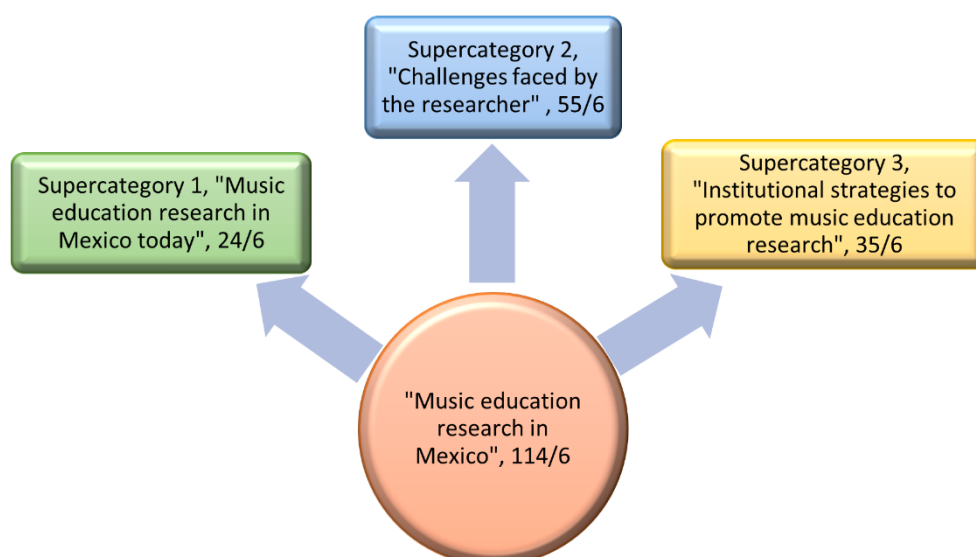 Supercategory 2,
"Challenges faced by
the researcher" , 55/6
Supercategory 1, "Music
education research in
Mexico today", 24/6
Supercategory 3,
"Institutional strategies to
promote music education
research", 35/6
"Music education
research in
Mexico", 114/6